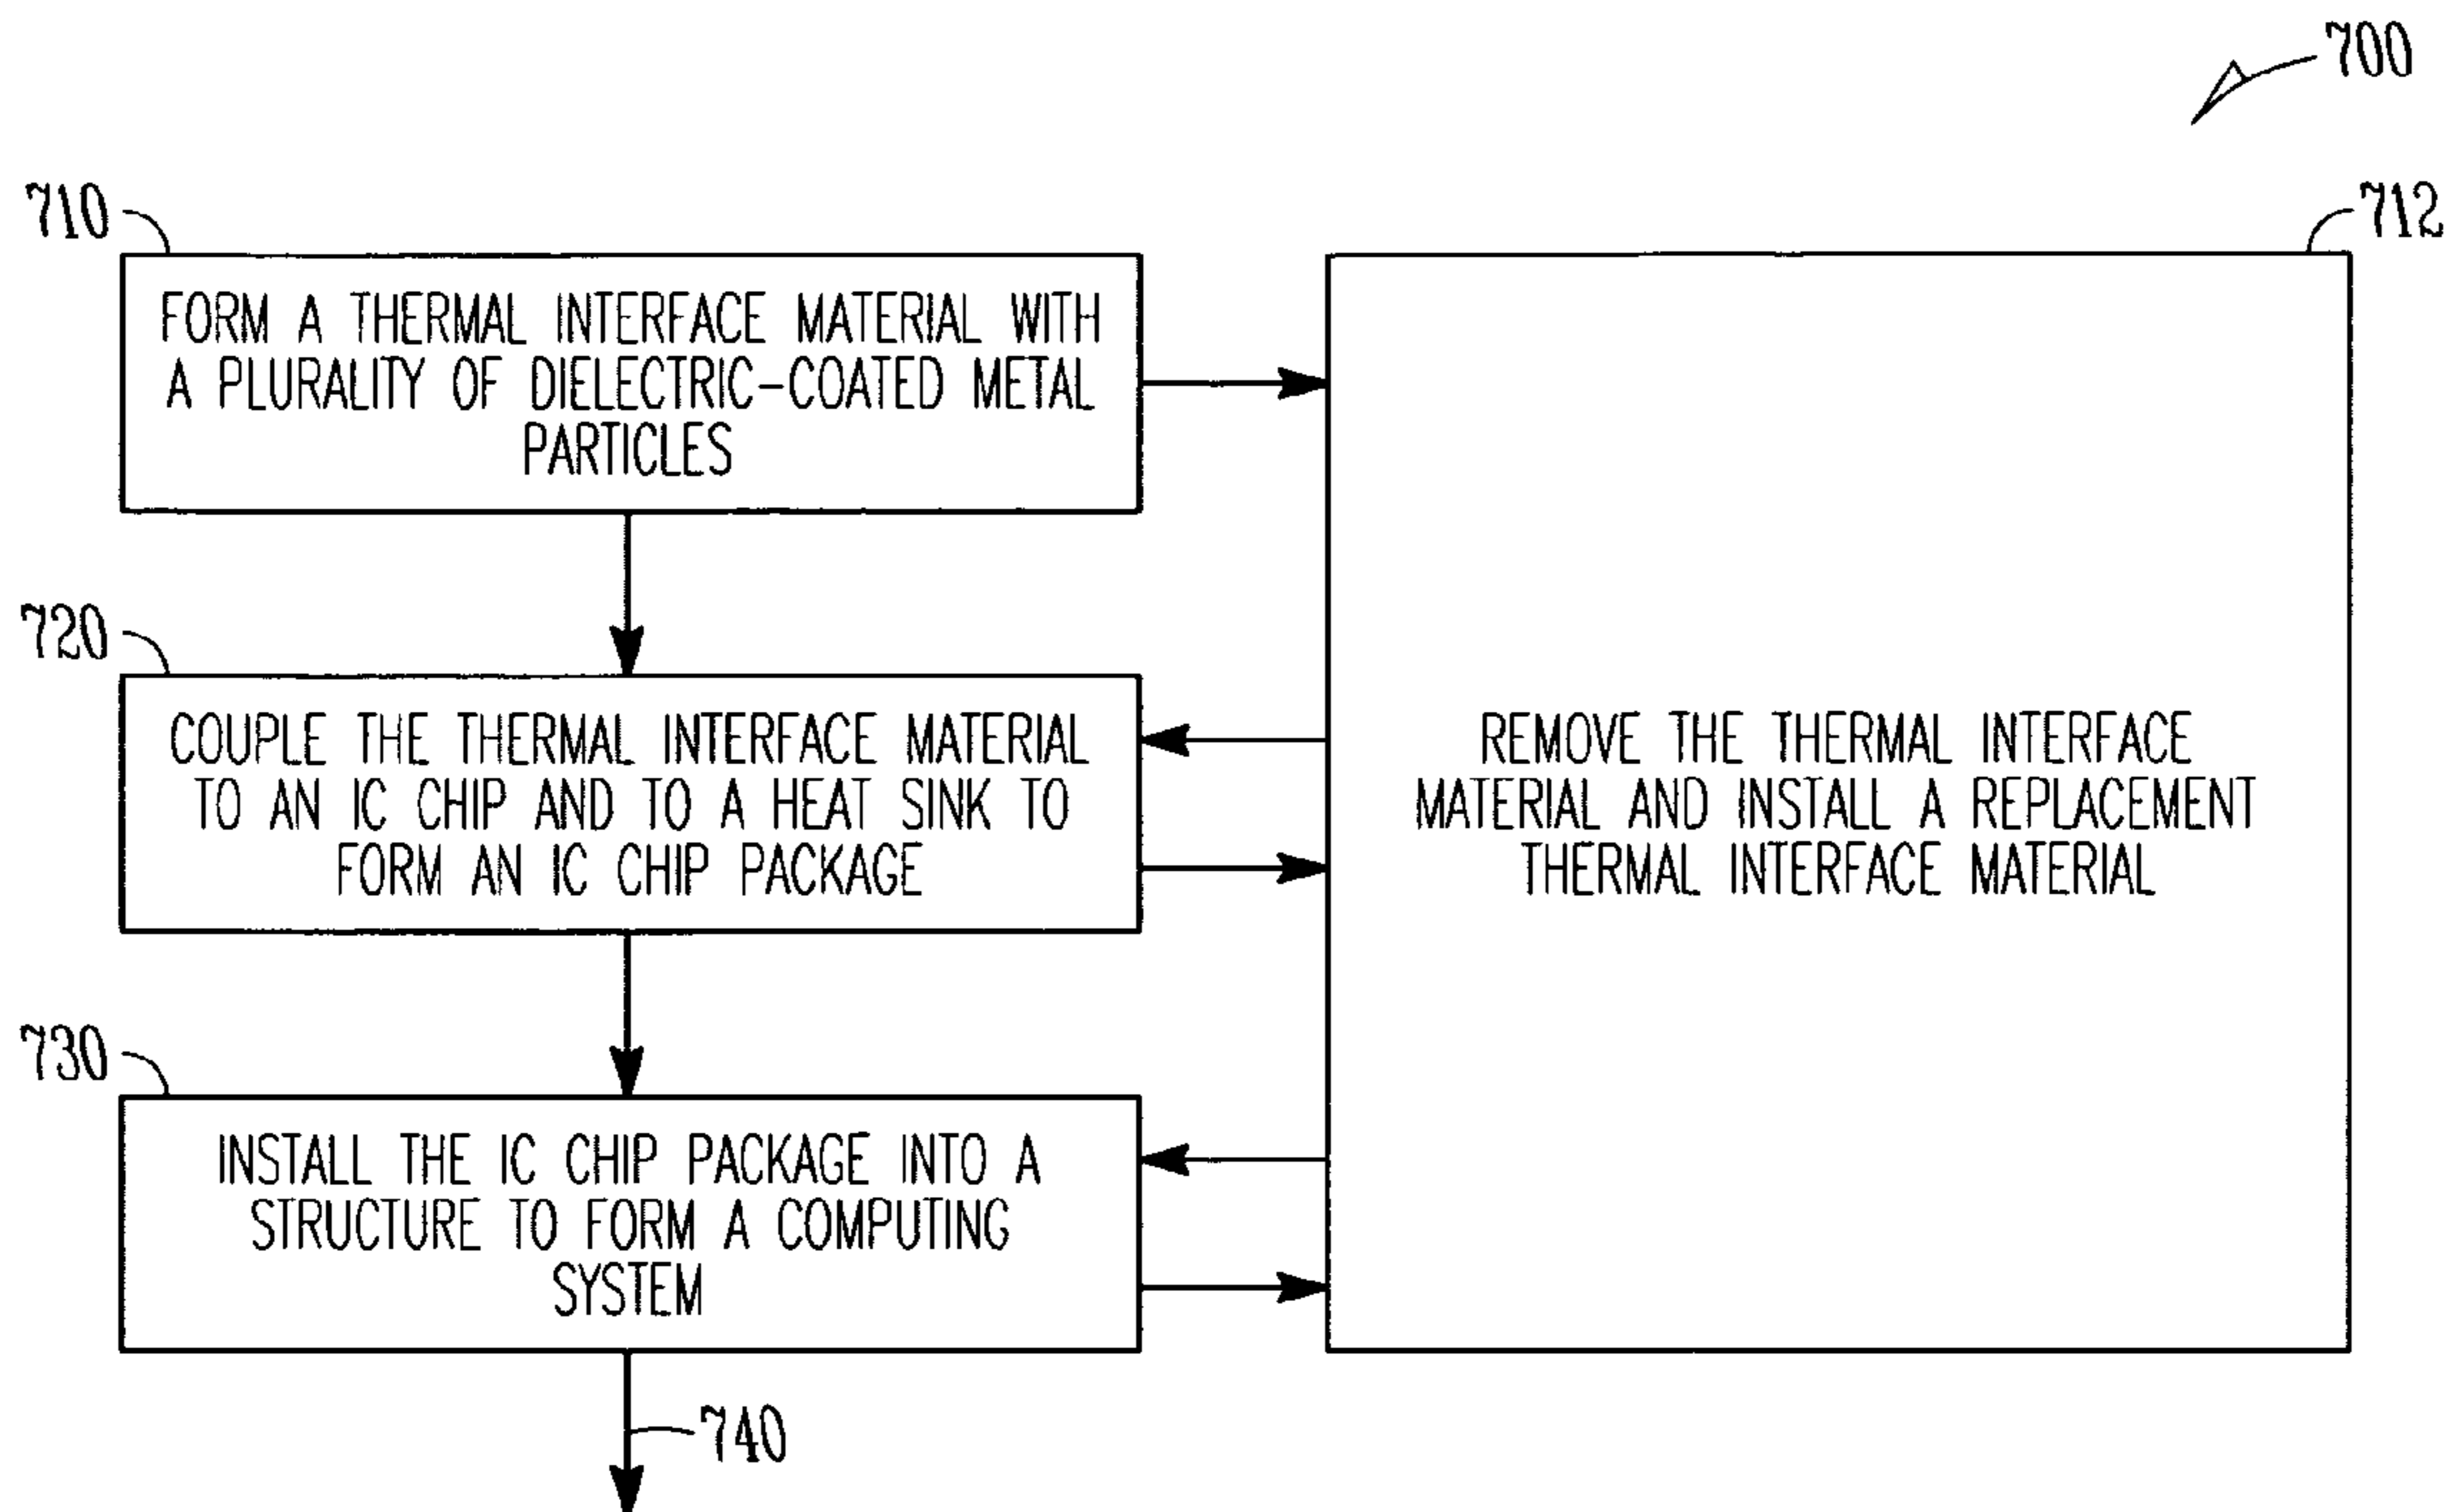 700
710
712
FORM A THERMAL INTERFACE MATERIAL WITH
A PLURALITY OF DIELECTRIC-COATED METAL
PARTICLES
720
COUPLE THE THERMAL INTERFACE MATERIAL
TO AN IC CHIP AND TO A HEAT SINK TO
FORM AN IC CHIP PACKAGE
REMOVE THE THERMAL INTERFACE
MATERIAL AND INSTALL A REPLACEMENT
THERMAL INTERFACE MATERIAL
730
INSTALL THE IC CHIP PACKAGE INTO A
STRUCTURE TO FORM A COMPUTING
SYSTEM
740